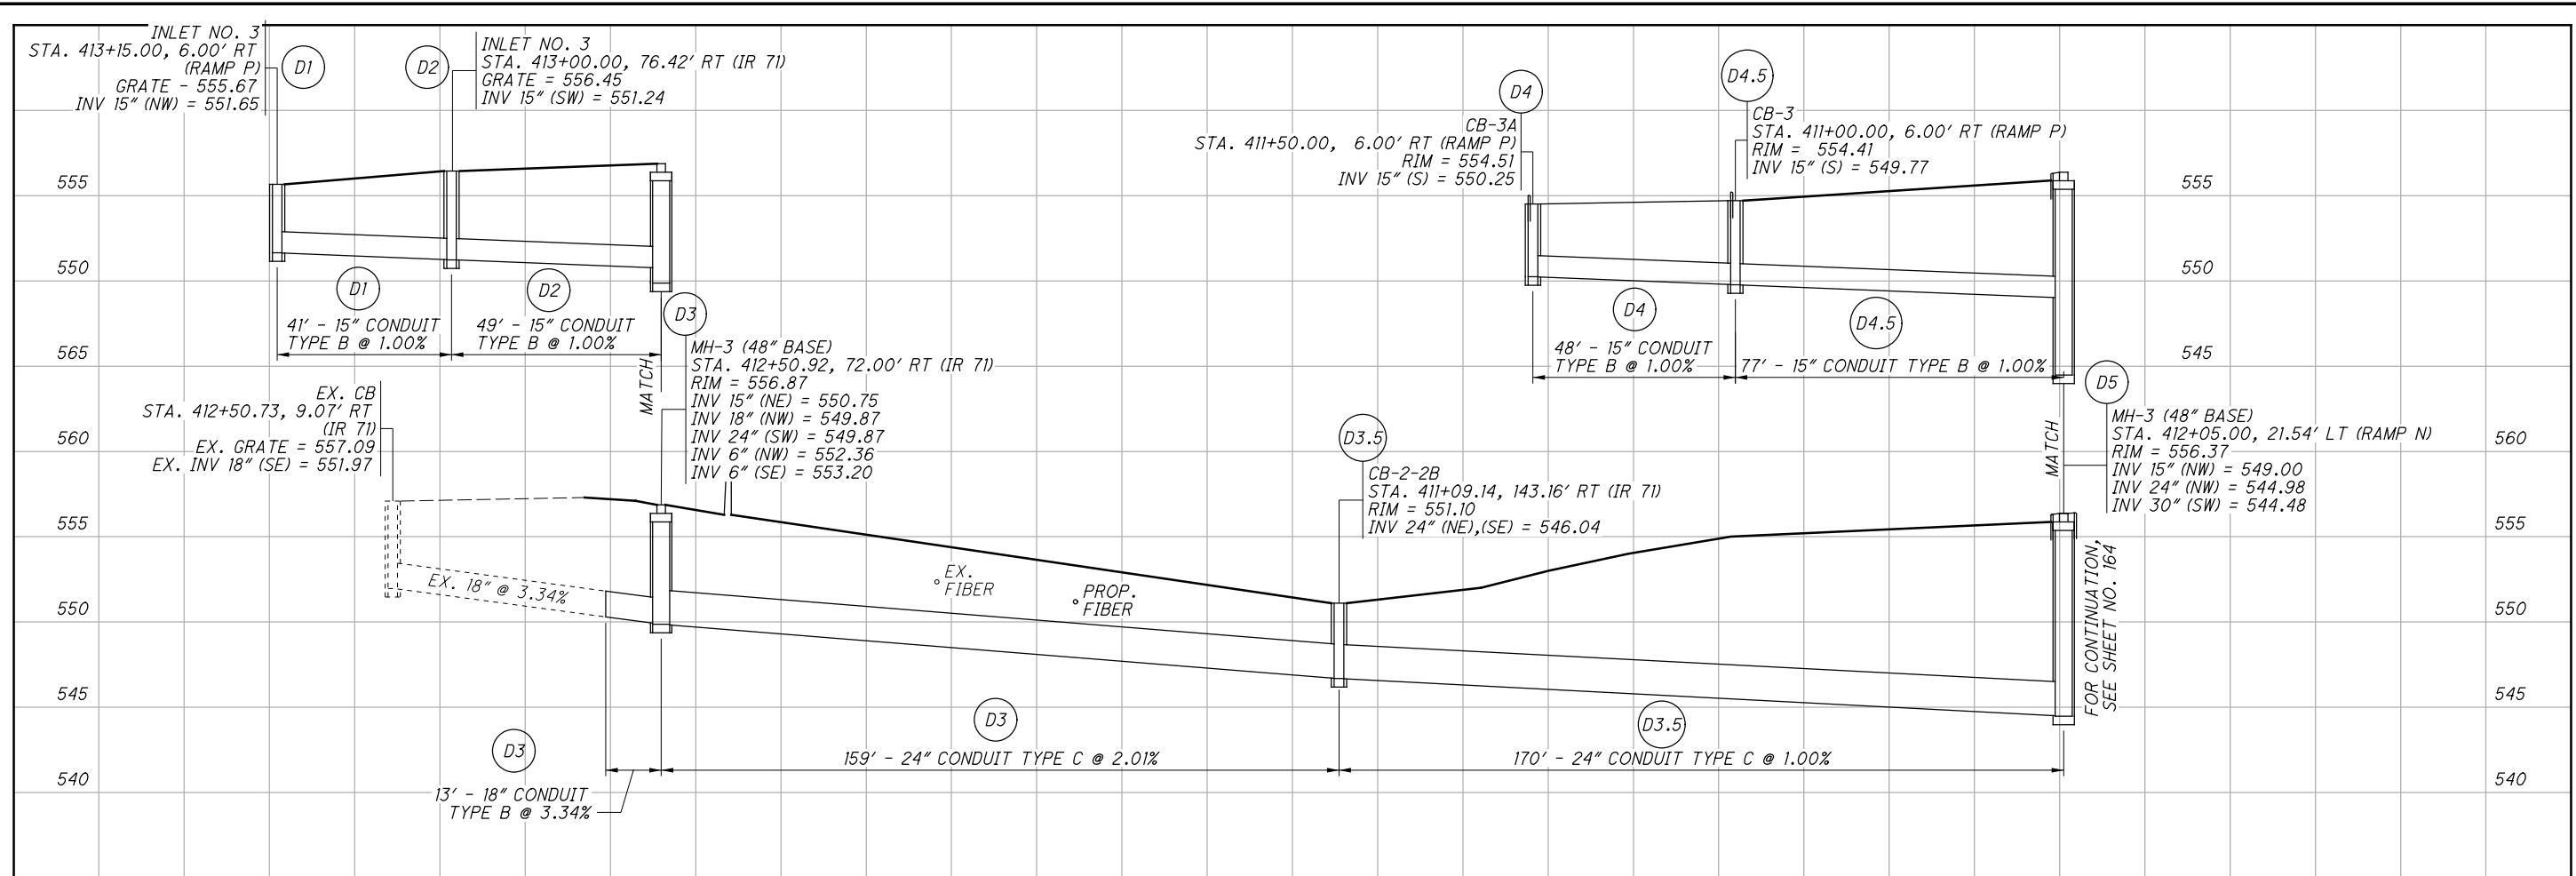 INLET NO. 3
STA. 413+15.00, 6.00' RT
(RAMP P)
GRATE - 555.67
INV 15" (NW) = 551.65
D1
D2
INLET NO. 3
STA. 413+00.00, 76.42' RT (IR 71)
GRATE = 556.45
INV 15" (SW) = 551.24
D4
CB-3A
STA. 411+50.00, 6.00' RT (RAMP P)
RIM = 554.51
INV 15" (S) = 550.25
D4.5
CB-3
STA. 411+00.00, 6.00' RT (RAMP P)
RIM = 554.41
INV 15" (S) = 549.77
555
555
550
550
565
545
D1
D2
41' - 15" CONDUIT
TYPE B @ 1.00%
49' - 15" CONDUIT
TYPE B @ 1.00%
D4
D4.5
48' - 15" CONDUIT
TYPE B @ 1.00%
77' - 15" CONDUIT TYPE B @ 1.00%
MATCH
D3
MH-3 (48" BASE)
STA. 412+50.92, 72.00' RT (IR 71)
RIM = 556.87
INV 15" (NE) = 550.75
INV 18" (NW) = 549.87
INV 24" (SW) = 549.87
INV 6" (NW) = 552.36
INV 6" (SE) = 553.20
EX. CB
STA. 412+50.73, 9.07' RT
(IR 71)
EX. GRATE = 557.09
EX. INV 18" (SE) = 551.97
D3.5
CB-2-2B
STA. 411+09.14, 143.16' RT (IR 71)
RIM = 551.10
INV 24" (NE),(SE) = 546.04
MATCH
D5
MH-3 (48" BASE)
STA. 412+05.00, 21.54' LT (RAMP N)
RIM = 556.37
INV 15" (NW) = 549.00
INV 24" (NW) = 544.98
INV 30" (SW) = 544.48
560
560
555
555
550
550
545
545
540
540
EX. 18" @ 3.34%
EX.
FIBER
PROP.
FIBER
FOR CONTINUATION,
SEE SHEET NO. 164
D3
D3
D3.5
13' - 18" CONDUIT
TYPE B @ 3.34%
159' - 24" CONDUIT TYPE C @ 2.01%
170' - 24" CONDUIT TYPE C @ 1.00%